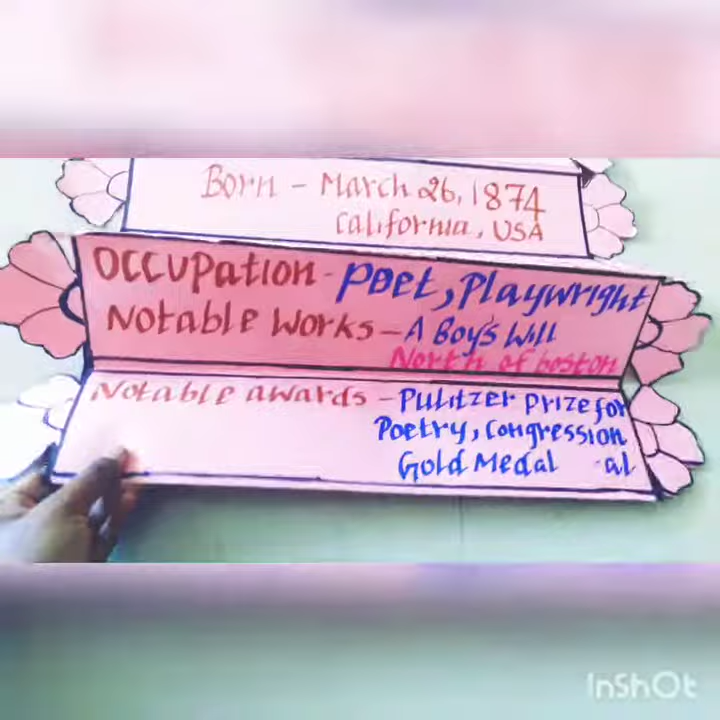 Born - March 26, 1874
California, USA
Occupation - Poet, Playwright
Notable Works - A Boy's Will
North of boston
Notable awards - Pulitzer Prize for
Poetry, Congression
Gold Medal al
InShOt